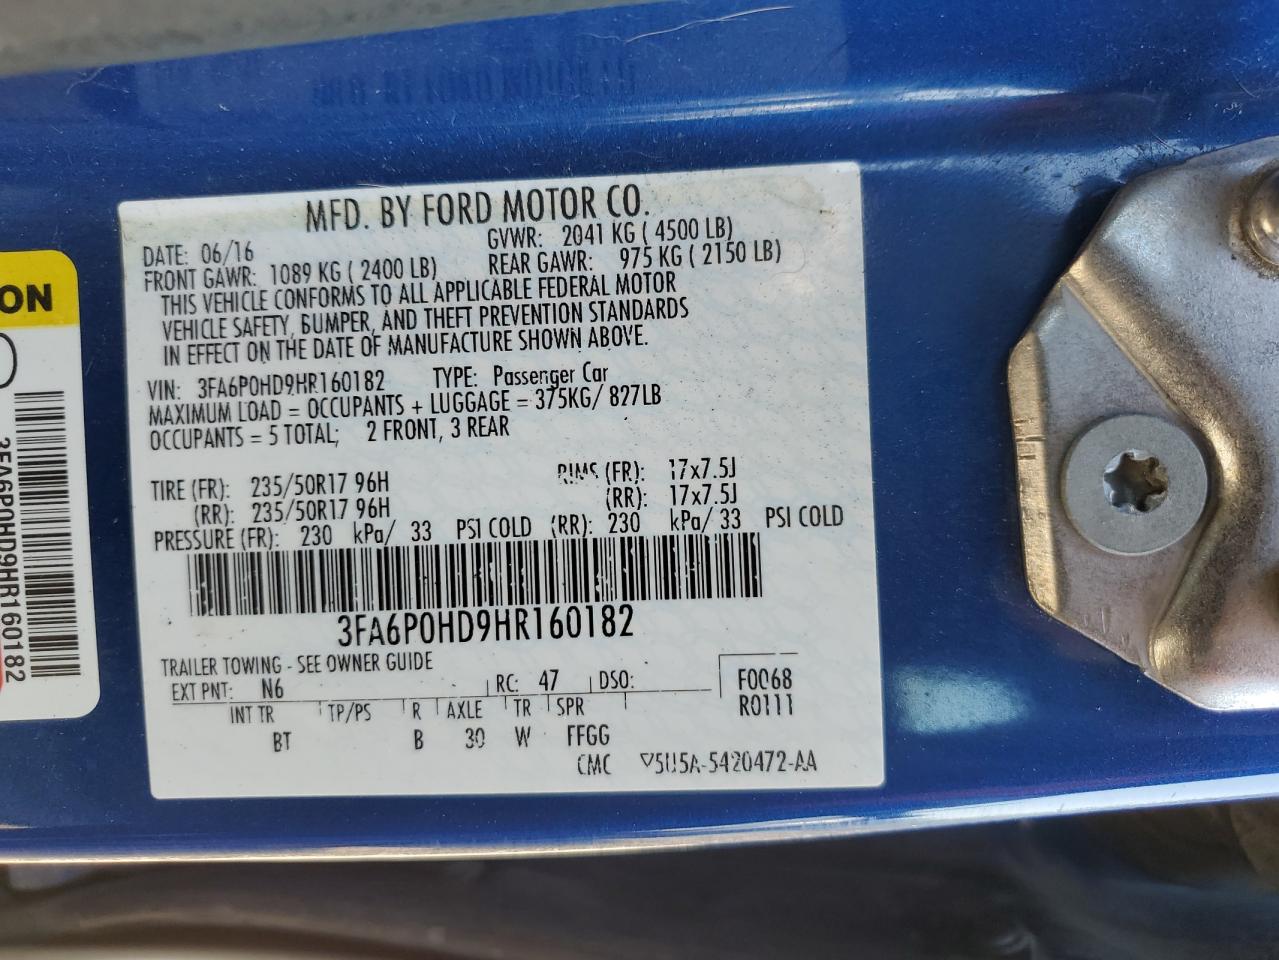 MFD. BY FORD MOTOR CO.
DATE: 06/16 GVWR: 2041 KG ( 4500 LB)
FRONT GAWR: 1089 KG ( 2400 LB) REAR GAWR: 975 KG ( 2150 LB)
THIS VEHICLE CONFORMS TO ALL APPLICABLE FEDERAL MOTOR
VEHICLE SAFETY, BUMPER, AND THEFT PREVENTION STANDARDS
IN EFFECT ON THE DATE OF MANUFACTURE SHOWN ABOVE.
VIN: 3FA6P0HD9HR160182 TYPE: Passenger Car
MAXIMUM LOAD = OCCUPANTS + LUGGAGE = 375KG/ 827LB
OCCUPANTS = 5 TOTAL; 2 FRONT, 3 REAR
TIRE (FR): 235/50R17 96H RIMS (FR): 17x7.5J
(RR): 235/50R17 96H (RR): 17x7.5J
PRESSURE (FR): 230 kPa/ 33 PSI COLD (RR): 230 kPa/ 33 PSI COLD
3FA6P0HD9HR160182
TRAILER TOWING - SEE OWNER GUIDE
EXT PNT: N6 RC: 47 DSO: F0068
INT TR TP/PS R AXLE TR SPR R0111
BT B 30 W FFGG
CMC 5U5A-5420472-AA
ON
3FA6P0HD9HR160182